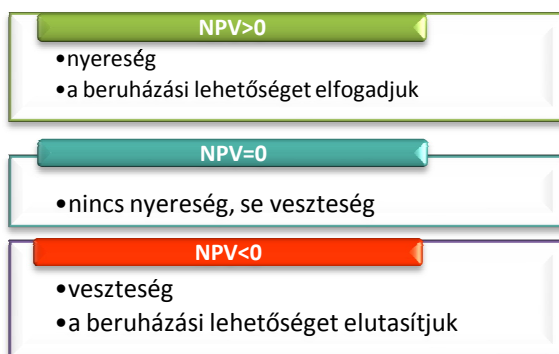 NPV>0
•nyereség
•a beruházási lehetőséget elfogadjuk
NPV=0
•nincs nyereség, se veszteség
NPV<0
•veszteség
•a beruházási lehetőséget elutasítjuk